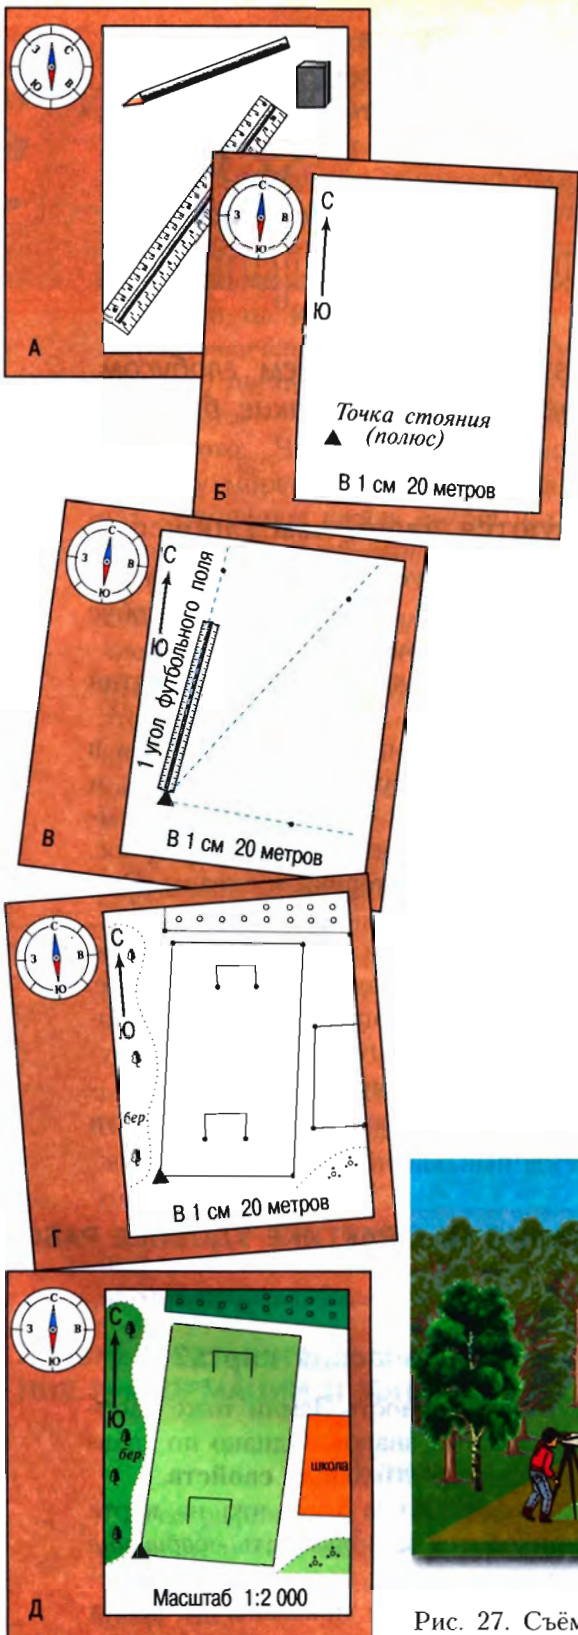 З С
Ю В
А
С
З В
Ю
С
Ю
Точка стояния
(полюс)
В 1 см 20 метров
Б
С
З В
Ю
С
Ю
1 угол футбольного поля
В 1 см 20 метров
В
С
З В
Ю
С
Ю
бер.
В 1 см 20 метров
Г
С
З В
Ю
С
Ю
бер.
школа
Масштаб 1:2 000
Д
Рис. 27. Съём